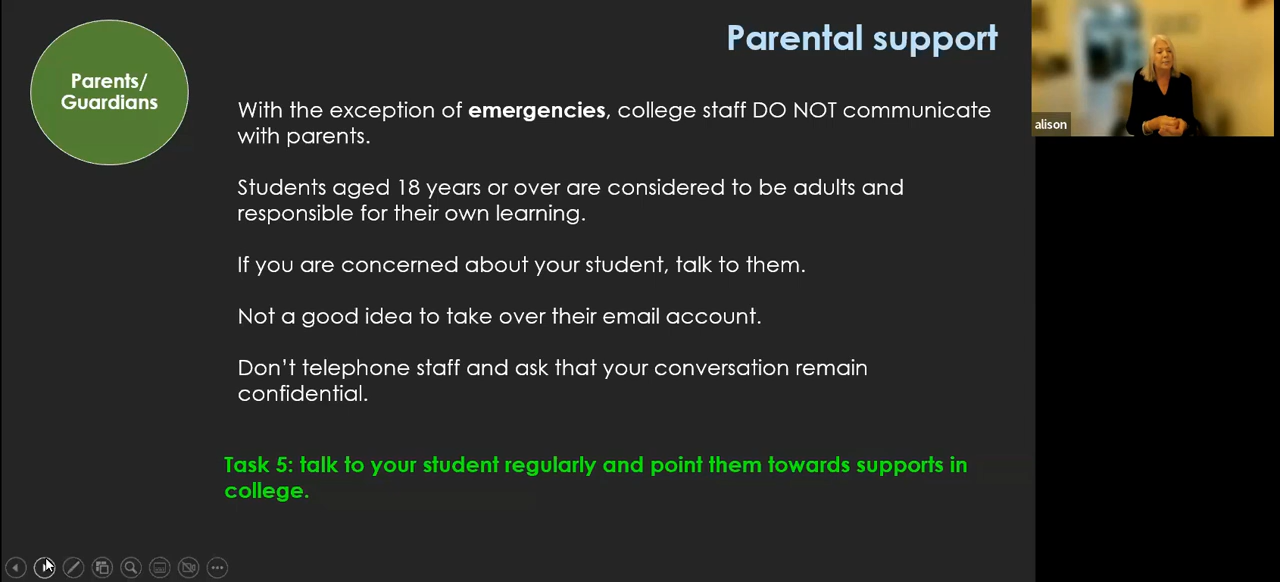 Parental support
Parents/
Guardians
With the exception of emergencies, college staff DO NOT communicate
with parents.
Students aged 18 years or over are considered to be adults and
responsible for their own learning.
If you are concerned about your student, talk to them.
Not a good idea to take over their email account.
Don’t telephone staff and ask that your conversation remain
confidential.
Task 5: talk to your student regularly and point them towards supports in
college.
alison